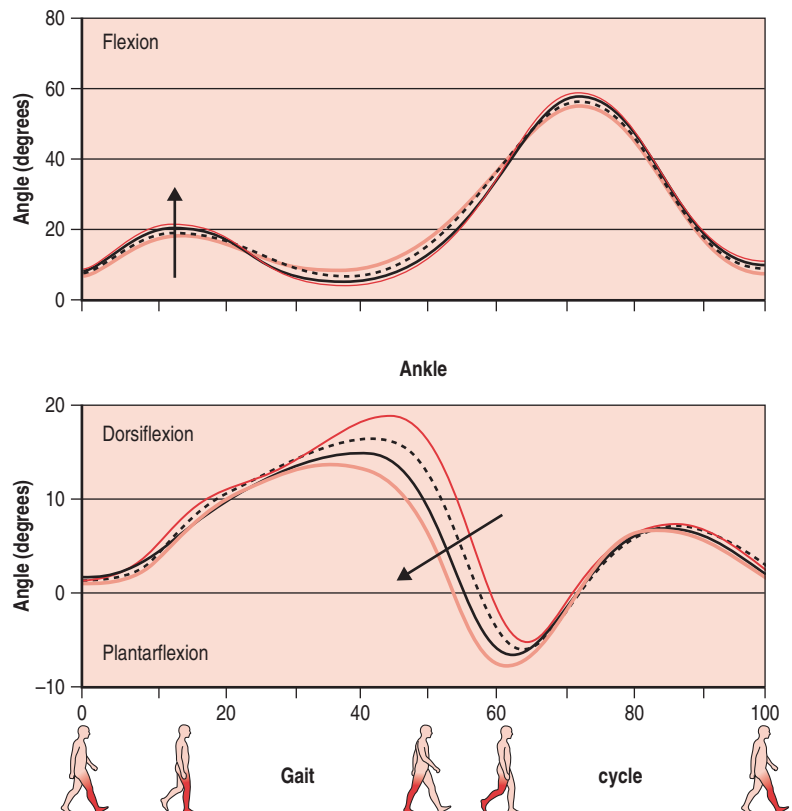 80
Flexion
60
40
20
0
Angle (degrees)
Ankle
20
Dorsiflexion
10
0
Plantarflexion
–10
Angle (degrees)
0 20 40 60 80 100
Gait cycle